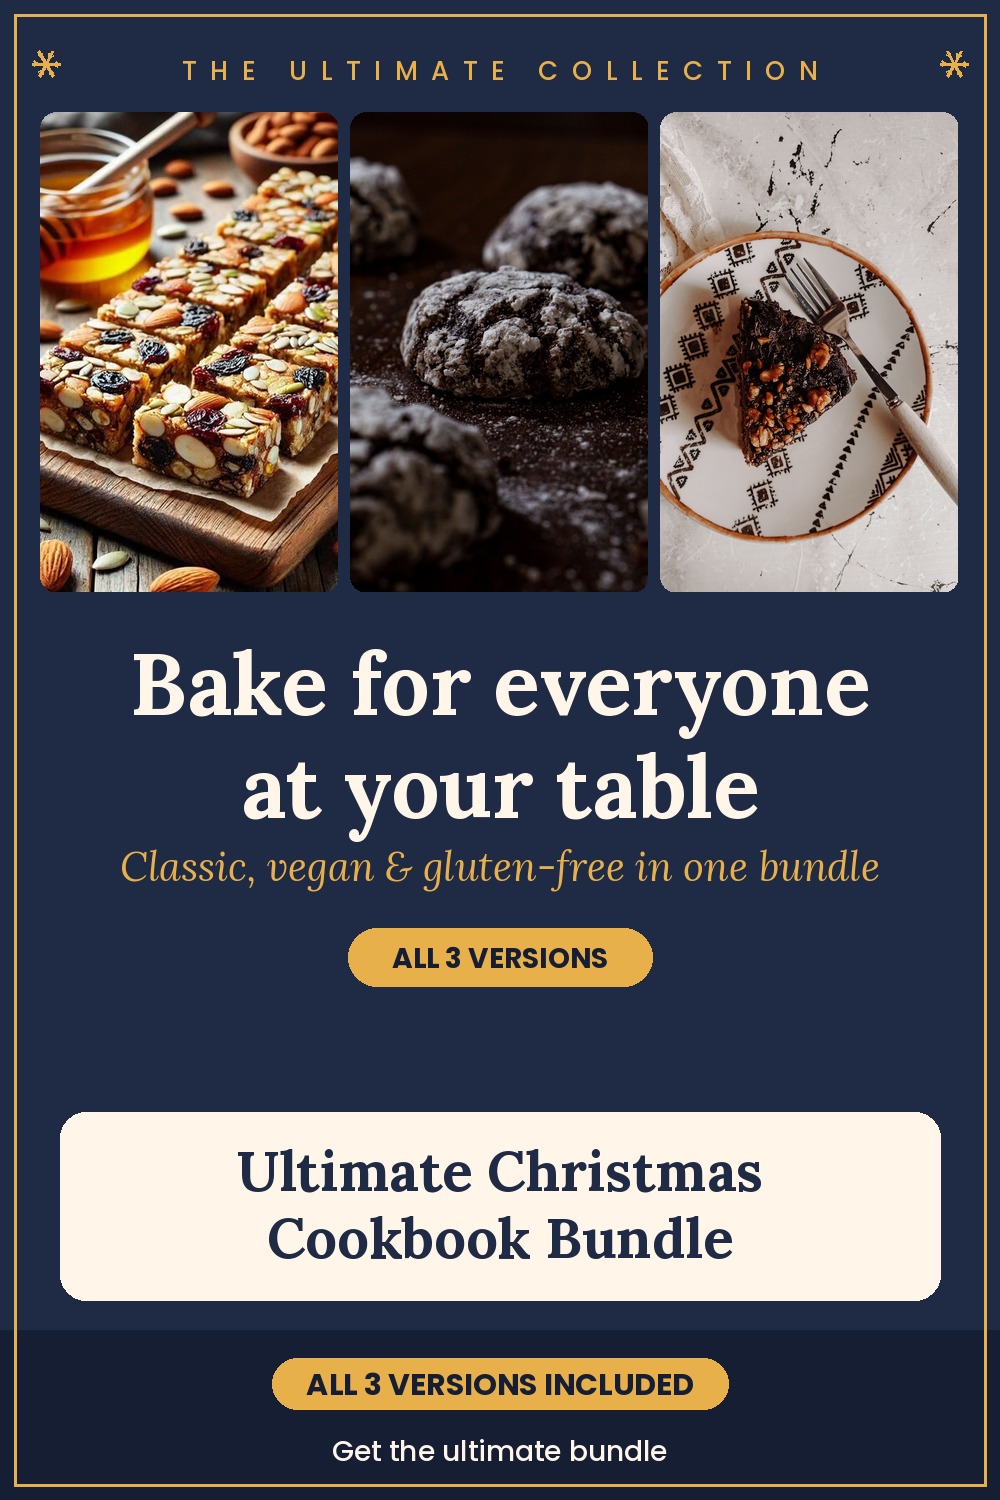 THE ULTIMATE COLLECTION
Bake for everyone
at your table
Classic, vegan & gluten-free in one bundle
ALL 3 VERSIONS
Ultimate Christmas
Cookbook Bundle
ALL 3 VERSIONS INCLUDED
Get the ultimate bundle